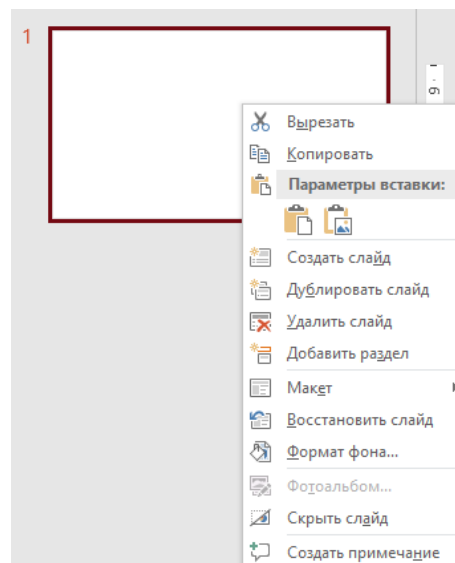 1
6
Вырезать
Копировать
Параметры вставки:
Создать слайд
Дублировать слайд
Удалить слайд
Добавить раздел
Макет
Восстановить слайд
Формат фона...
Фотоальбом...
Скрыть слайд
Создать примечание